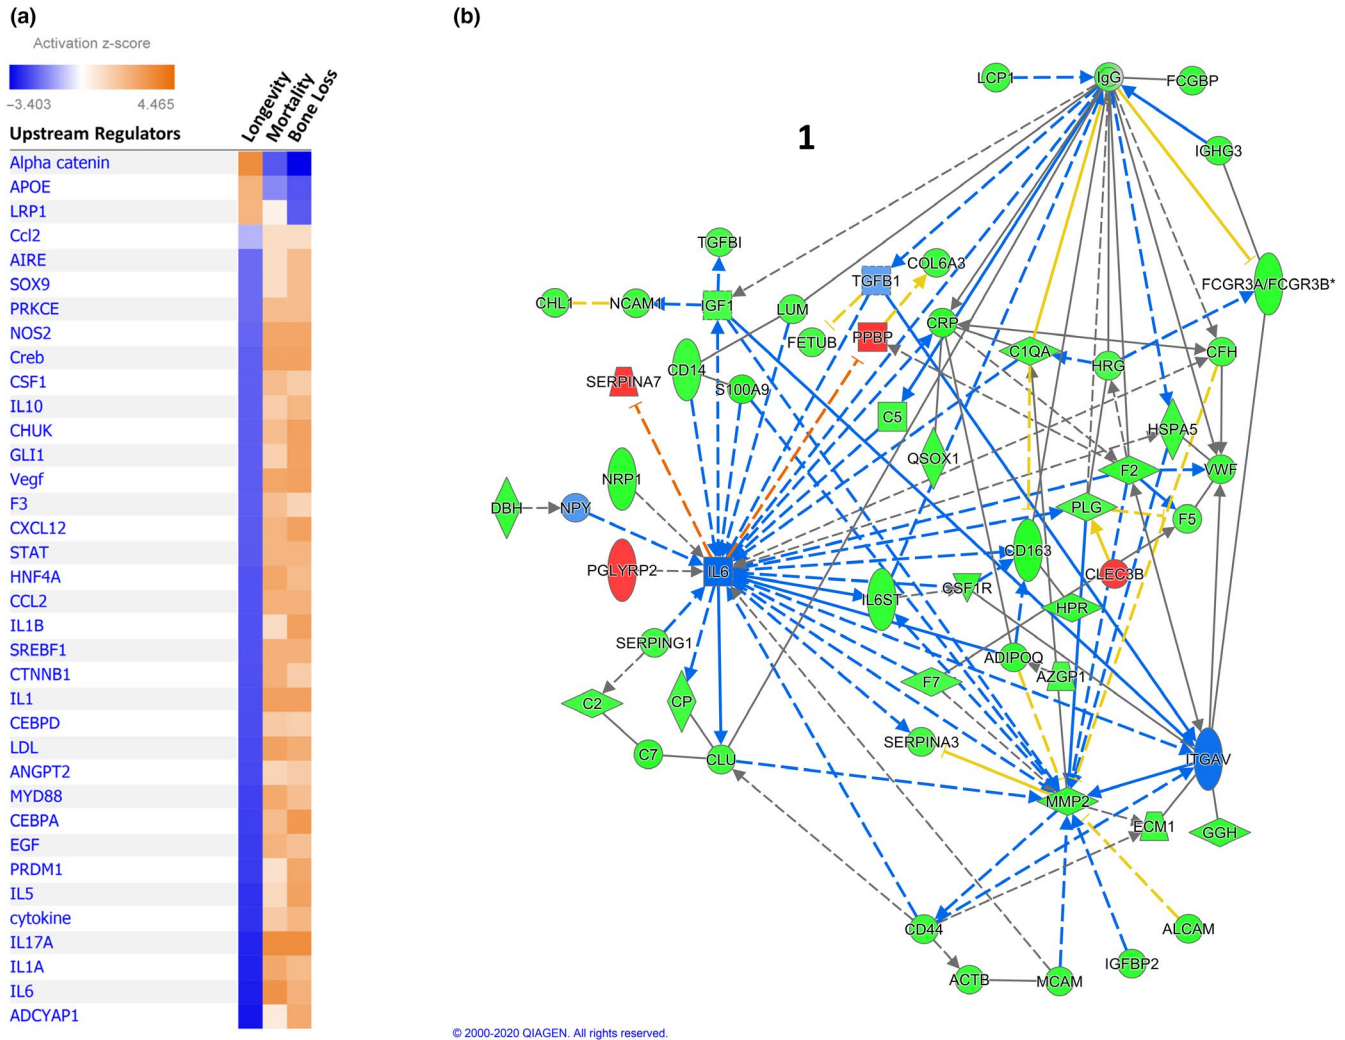 (a)
Activation z-score
−3.403
4.465
Longevity
Mortality
Bone Loss
Upstream Regulators
Alpha catenin
APOE
LRP1
Ccl2
AIRE
SOX9
PRKCE
NOS2
Creb
CSF1
IL10
CHUK
GLI1
Vegf
F3
CXCL12
STAT
HNF4A
CCL2
IL1B
SREBF1
CTNNB1
IL1
CEBPD
LDL
ANGPT2
MYD88
CEBPA
EGF
PRDM1
IL5
cytokine
IL17A
IL1A
IL6
ADCYAP1
(b)
1
LCP1
IgG
FCGBP
IGHG3
TGFBI
TGFB1
COL6A3
FCGR3A/FCGR3B*
CHL1
NCAM1
IGF1
LUM
FETUB
PPBP
CRP
C1QA
HRG
CFH
SERPINA7
CD14
S100A9
C5
QSOX1
HSPA5
F2
VWF
DBH
NPY
NRP1
PLG
F5
PGLYRP2
IL6
CD163
CLEC3B
IL6ST
CSF1R
HPR
SERPING1
ADIPOQ
AZGP1
F7
C2
CP
C7
CLU
SERPINA3
ITGAV
MMP2
ECM1
GGH
CD44
ALCAM
IGFBP2
ACTB
MCAM
© 2000-2020 QIAGEN. All rights reserved.